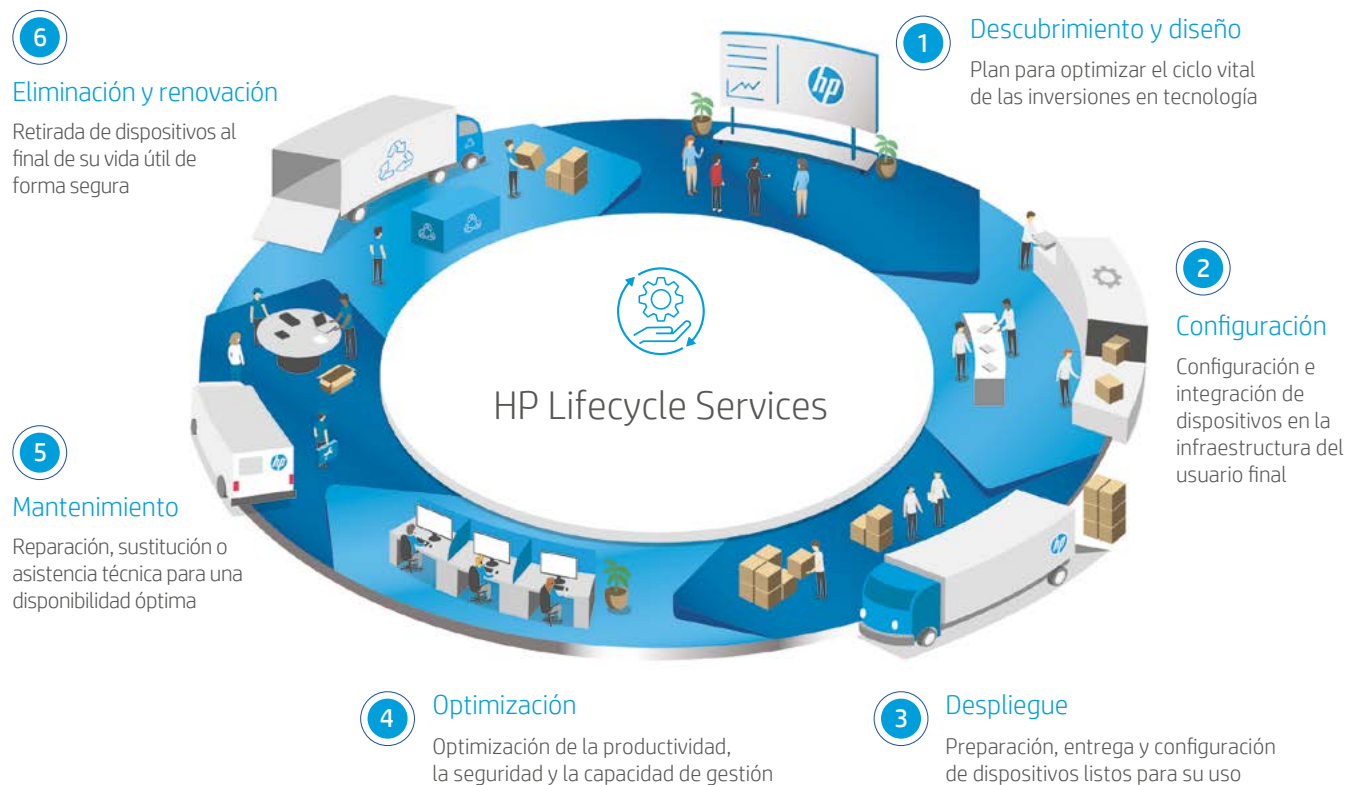 HP Lifecycle Services
1
Descubrimiento y diseño
Plan para optimizar el ciclo vital
de las inversiones en tecnología
2
Configuración
Configuración e
integración de
dispositivos en la
infraestructura del
usuario final
3
Despliegue
Preparación, entrega y configuración
de dispositivos listos para su uso
4
Optimización
Optimización de la productividad,
la seguridad y la capacidad de gestión
5
Mantenimiento
Reparación, sustitución o
asistencia técnica para una
disponibilidad óptima
6
Eliminación y renovación
Retirada de dispositivos al
final de su vida útil de
forma segura
hp
hp
hp